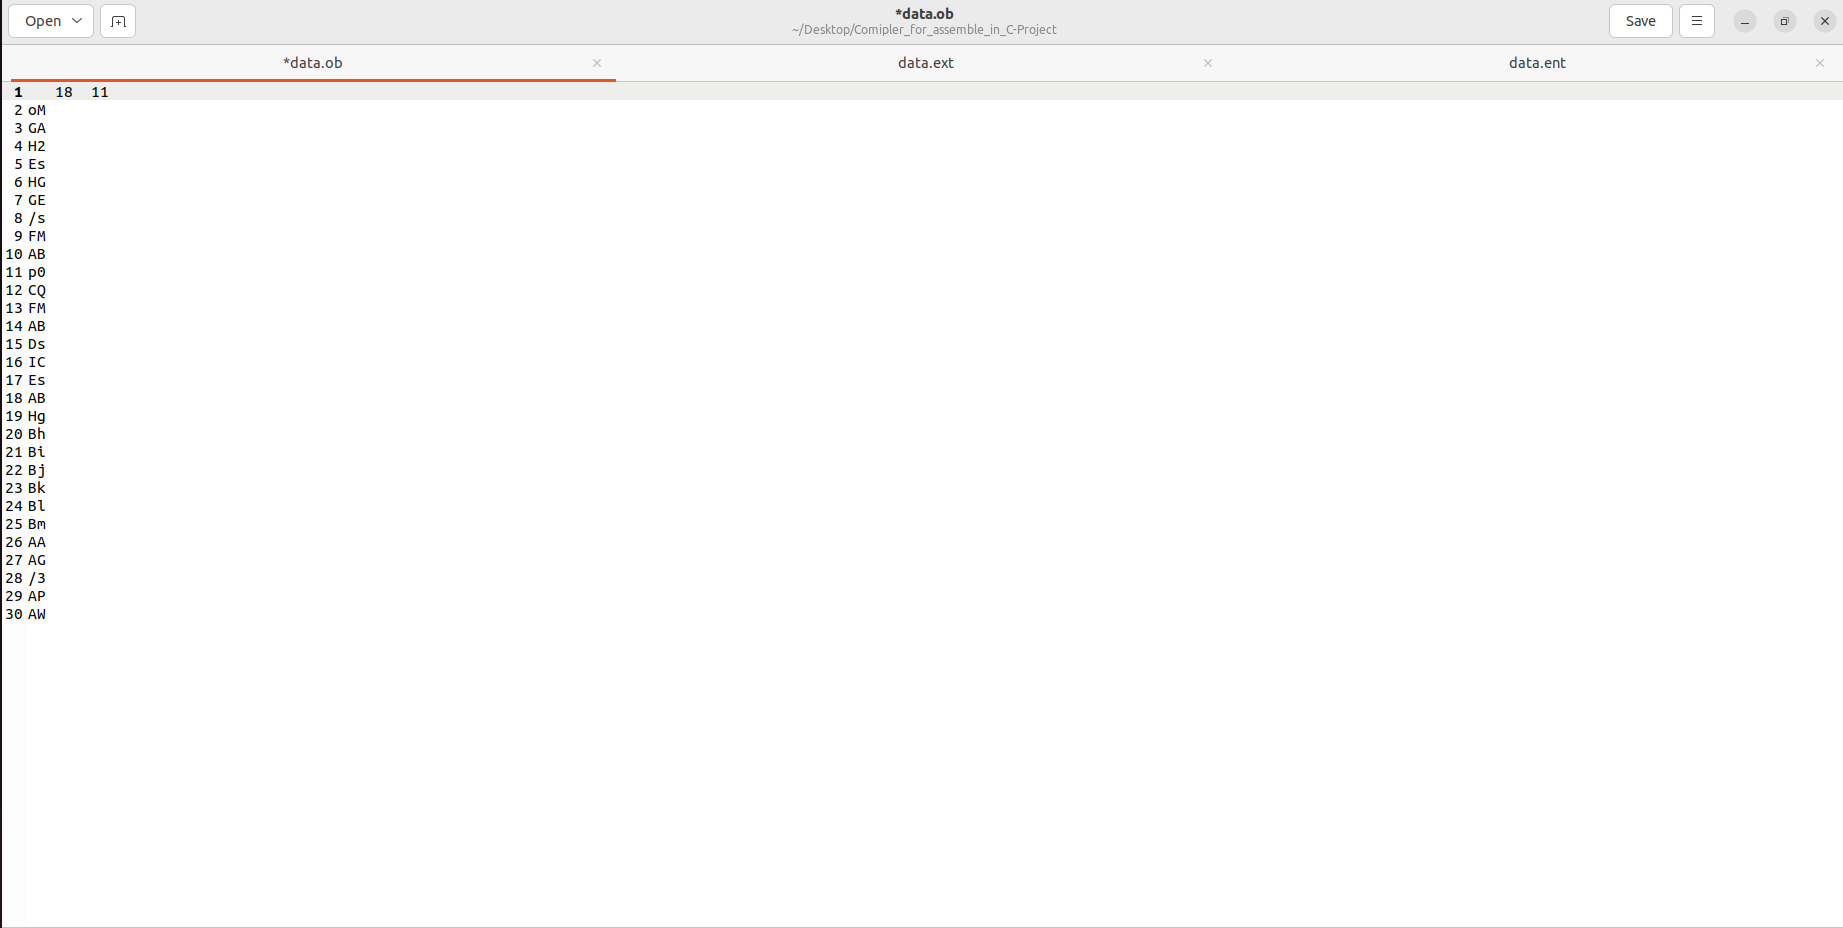 Open
*data.ob
~/Desktop/Comipler_for_assemble_in_C-Project
Save
*data.ob
data.ext
data.ent
1 18 11
2 oM
3 GA
4 H2
5 Es
6 HG
7 GE
8 /s
9 FM
10 AB
11 p0
12 CQ
13 FM
14 AB
15 Ds
16 IC
17 Es
18 AB
19 Hg
20 Bh
21 Bi
22 Bj
23 Bk
24 Bl
25 Bm
26 AA
27 AG
28 /3
29 AP
30 AW